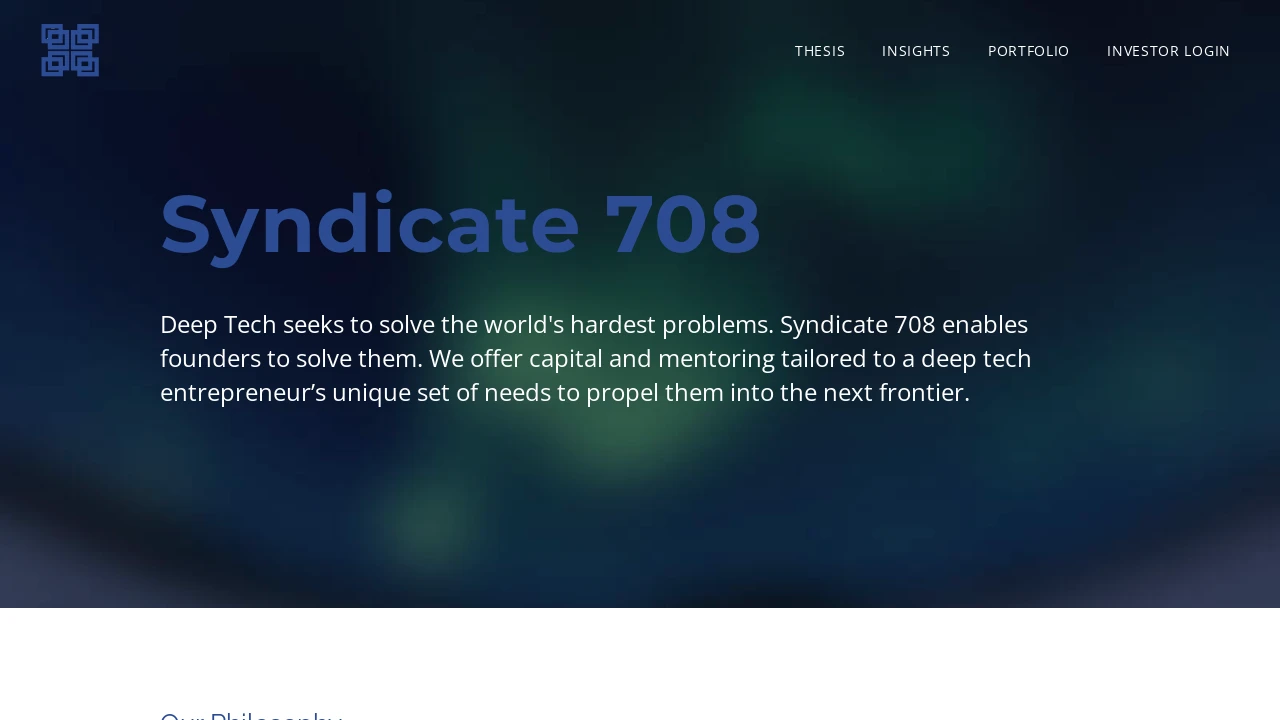 THESIS INSIGHTS PORTFOLIO INVESTOR LOGIN
Syndicate 708
Deep Tech seeks to solve the world's hardest problems. Syndicate 708 enables
founders to solve them. We offer capital and mentoring tailored to a deep tech
entrepreneur’s unique set of needs to propel them into the next frontier.
Our Philosophy